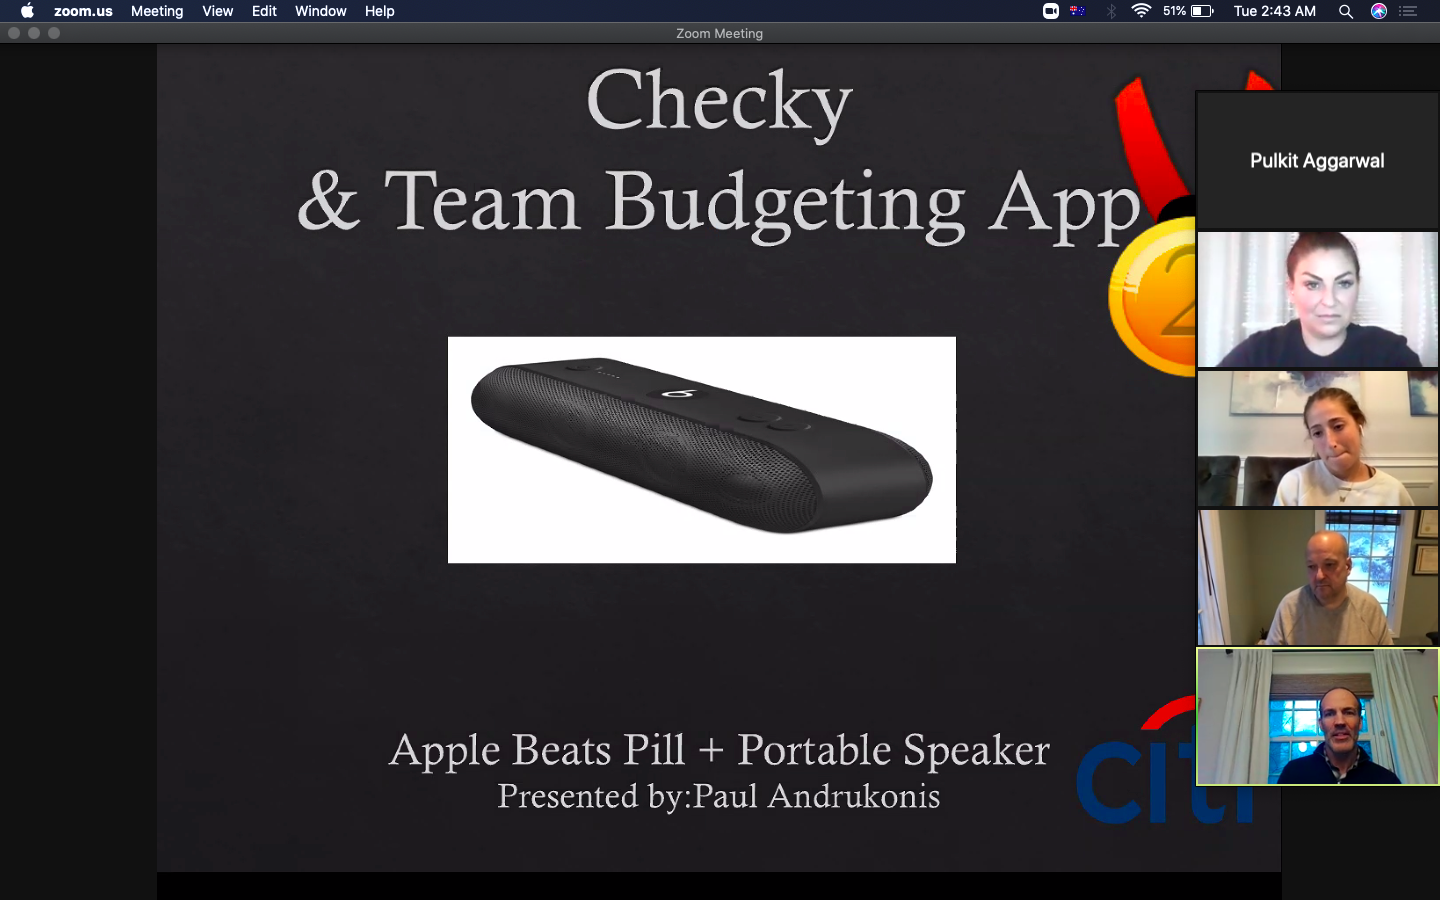 zoom.us Meeting View Edit Window Help 51% Tue 2:43 AM
Zoom Meeting
Checky
& Team Budgeting App
Pulkit Aggarwal
2
b
Apple Beats Pill + Portable Speaker
Presented by:Paul Andrukonis
citi